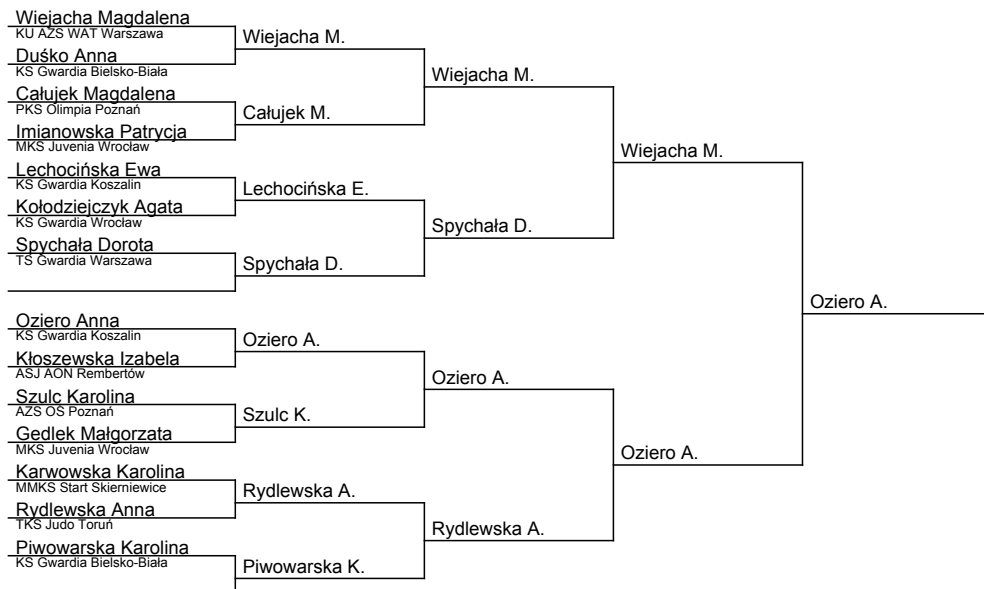 Wiejacha Magdalena
KU AZS WAT Warszawa
Wiejacha M.
Duśko Anna
KS Gwardia Bielsko-Biała
Wiejacha M.
Całujek Magdalena
PKS Olimpia Poznań
Całujek M.
Imianowska Patrycja
MKS Juvenia Wrocław
Wiejacha M.
Lechocińska Ewa
KS Gwardia Koszalin
Lechocińska E.
Kołodziejczyk Agata
KS Gwardia Wrocław
Spychała D.
Spychała Dorota
TS Gwardia Warszawa
Spychała D.
Oziero A.
Oziero Anna
KS Gwardia Koszalin
Oziero A.
Kłoszewska Izabela
ASJ AON Rembertów
Oziero A.
Szulc Karolina
AZS OŚ Poznań
Szulc K.
Gedlek Małgorzata
MKS Juvenia Wrocław
Oziero A.
Karwowska Karolina
MMKS Start Skierniewice
Rydlewska A.
Rydlewska Anna
TKS Judo Toruń
Rydlewska A.
Piwowarska Karolina
KS Gwardia Bielsko-Biała
Piwowarska K.